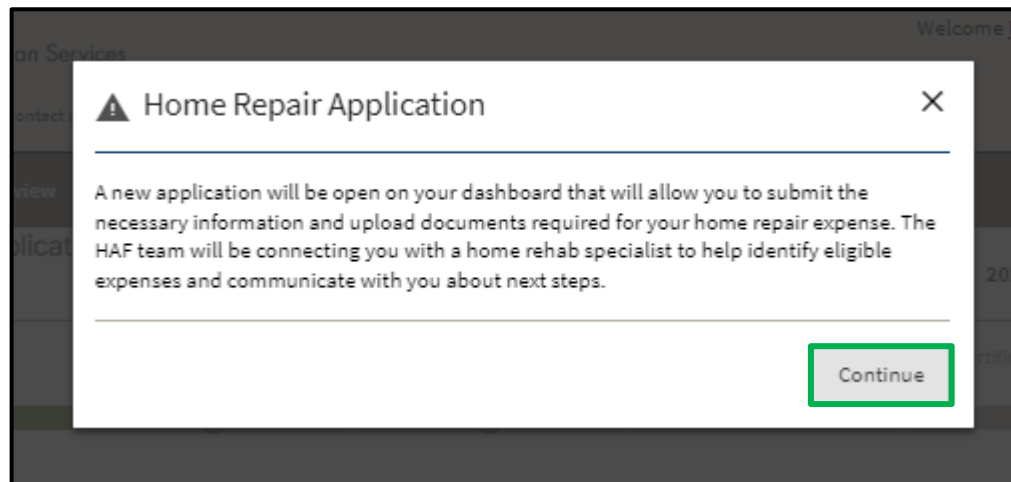 Welcome
an Services
Home Repair Application
ontact
view
A new application will be open on your dashboard that will allow you to submit the
necessary information and upload documents required for your home repair expense. The
HAF team will be connecting you with a home rehab specialist to help identify eligible
expenses and communicate with you about next steps.
plicat
20
Continue
rtifi